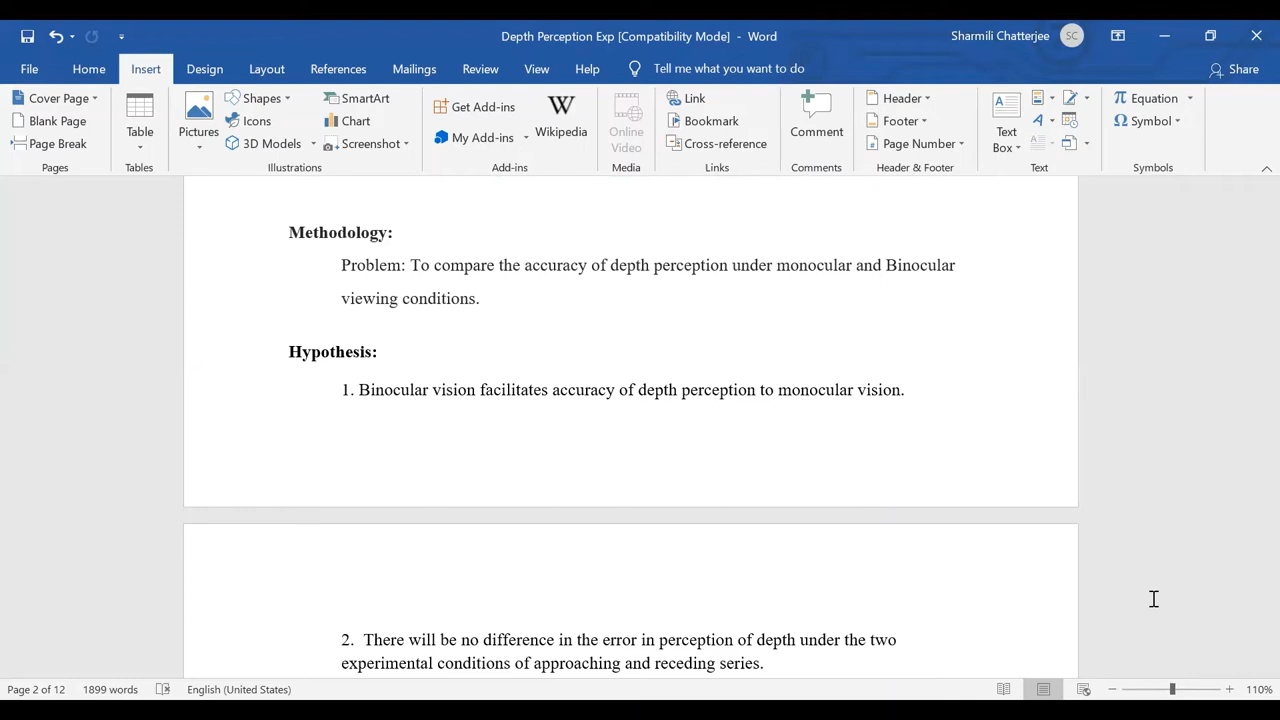 Depth Perception Exp [Compatibility Mode] - Word
Sharmili Chatterjee
SC
File Home Insert Design Layout References Mailings Review View Help Tell me what you want to do Share
Cover Page
Blank Page
Page Break
Pages
Table
Tables
Pictures
Shapes
Icons
3D Models
SmartArt
Chart
Screenshot
Illustrations
Get Add-ins
My Add-ins
W
Wikipedia
Add-ins
Online
Video
Media
Link
Bookmark
Cross-reference
Links
Comment
Comments
Header
Footer
Page Number
Header & Footer
Text
Box
Text
Equation
Symbol
Symbols
Methodology:
Problem: To compare the accuracy of depth perception under monocular and Binocular
viewing conditions.
Hypothesis:
1. Binocular vision facilitates accuracy of depth perception to monocular vision.
2. There will be no difference in the error in perception of depth under the two
experimental conditions of approaching and receding series.
Page 2 of 12 1899 words English (United States) 110%